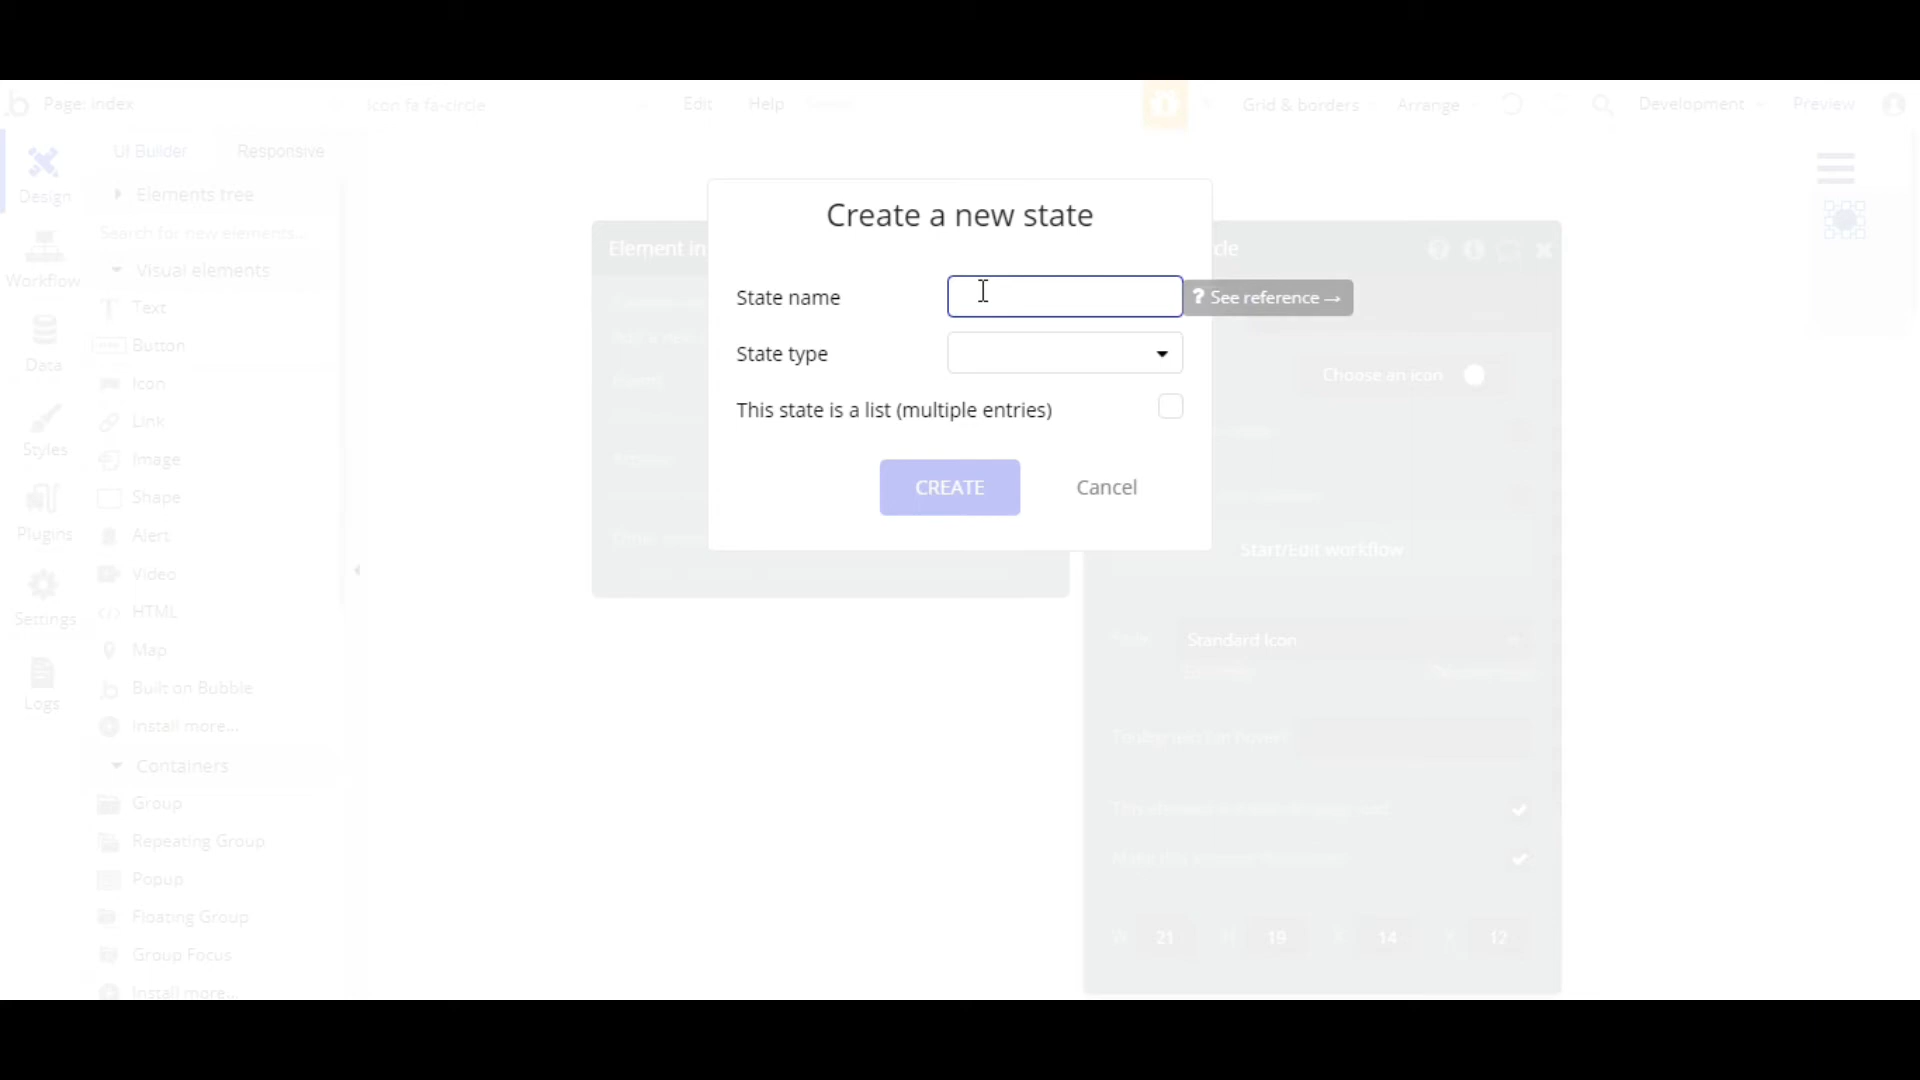 Page: index
Icon fa fa-circle
Edit
Help
Grid & borders
Arrange
Development
Preview
UI Builder
Responsive
Design
Elements tree
Search for new elements...
Workflow
Visual elements
Text
Button
Icon
Link
Image
Shape
Alert
Video
HTML
Map
Built on Bubble
Install more...
Containers
Group
Repeating Group
Popup
Floating Group
Group Focus
Install more...
Data
Styles
Plugins
Settings
Logs
Element in
cle
Create a new state
State name
? See reference →
State type
This state is a list (multiple entries)
CREATE
Cancel
Choose an icon
Start/Edit workflow
Standard Icon
21
19
14
12